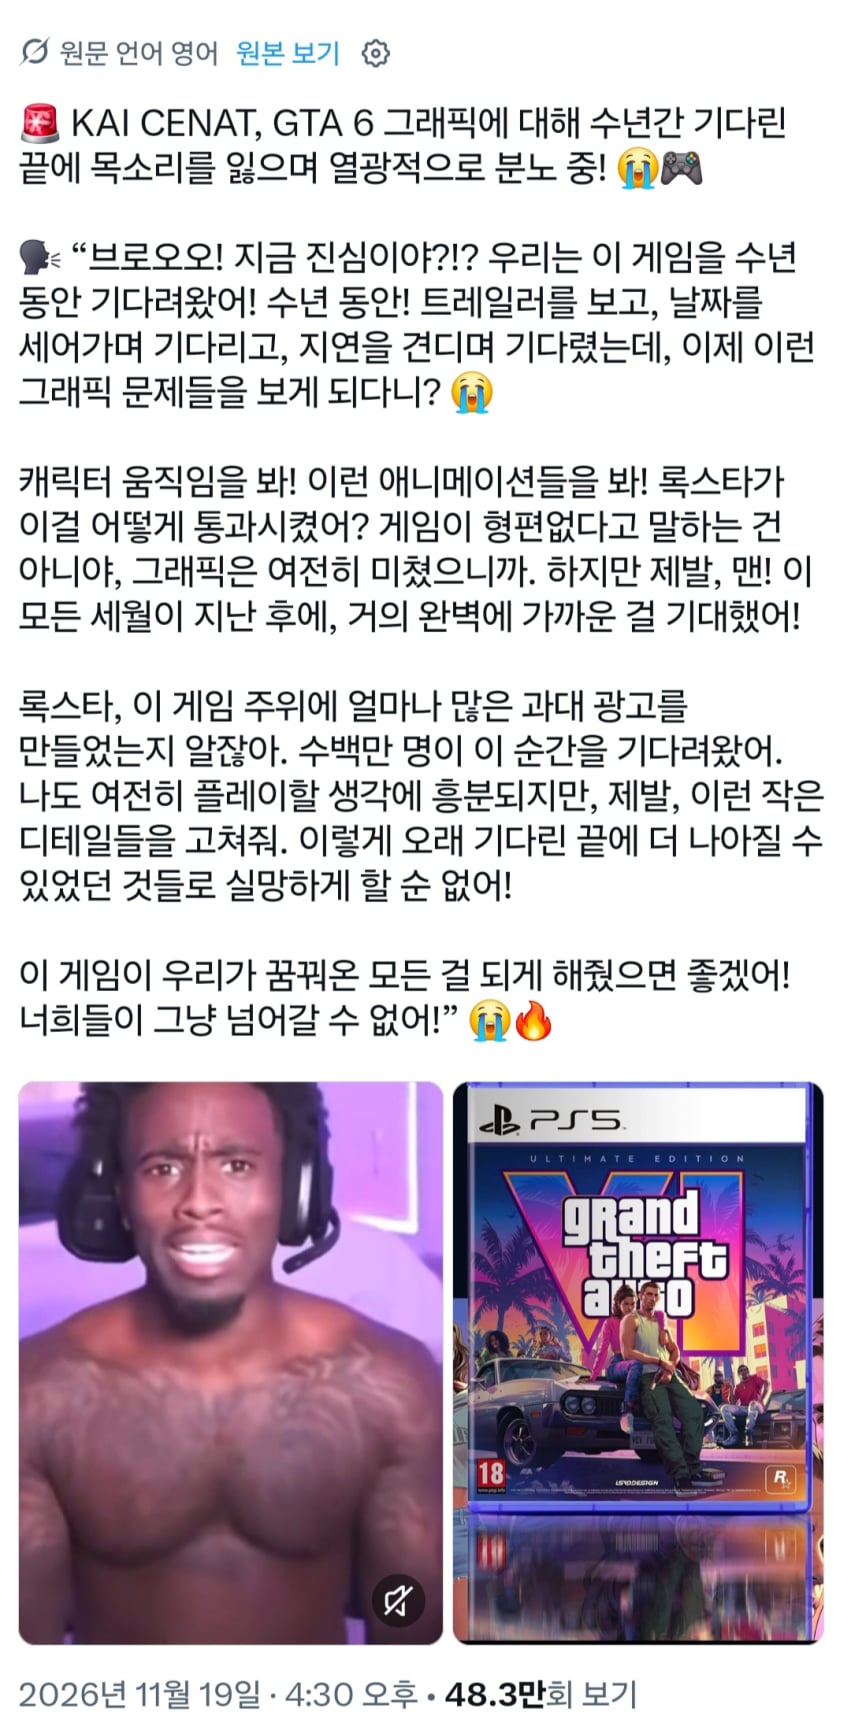 원문 언어 영어 원본 보기
🚨 KAI CENAT, GTA 6 그래픽에 대해 수년간 기다린
끝에 목소리를 잃으며 열광적으로 분노 중! 😭🎮
🗣️ “브로오오! 지금 진심이야?!? 우리는 이 게임을 수년
동안 기다려왔어! 수년 동안! 트레일러를 보고, 날짜를
세어가며 기다리고, 지연을 견디며 기다렸는데, 이제 이런
그래픽 문제들을 보게 되다니? 😭
캐릭터 움직임을 봐! 이런 애니메이션들을 봐! 록스타가
이걸 어떻게 통과시켰어? 게임이 형편없다고 말하는 건
아니야, 그래픽은 여전히 미쳤으니까. 하지만 제발, 맨! 이
모든 세월이 지난 후에, 거의 완벽에 가까운 걸 기대했어!
록스타, 이 게임 주위에 얼마나 많은 과대 광고를
만들었는지 알잖아. 수백만 명이 이 순간을 기다려왔어.
나도 여전히 플레이할 생각에 흥분되지만, 제발, 이런 작은
디테일들을 고쳐줘. 이렇게 오래 기다린 끝에 더 나아질 수
있었던 것들로 실망하게 할 순 없어!
이 게임이 우리가 꿈꿔온 모든 걸 되게 해줬으면 좋겠어!
너희들이 그냥 넘어갈 수 없어!” 😭🔥
PS5
ULTIMATE EDITION
VI
grand
theft
auto
18
R
2026년 11월 19일 · 4:30 오후 • 48.3만회 보기